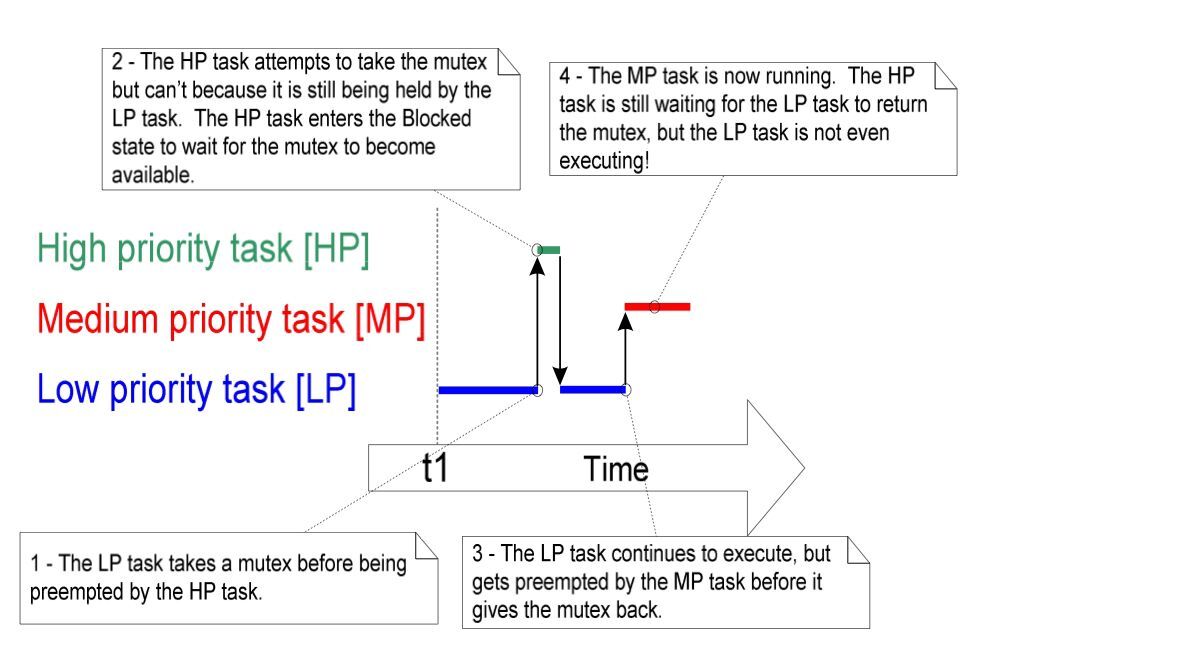 2 - The HP task attempts to take the mutex
but can't because it is still being held by the
LP task.  The HP task enters the Blocked
state to wait for the mutex to become
available.
4 - The MP task is now running.  The HP
task is still waiting for the LP task to return
the mutex, but the LP task is not even
executing!
High priority task [HP]
Medium priority task [MP]
Low priority task [LP]
t1
Time
1 - The LP task takes a mutex before being
preempted by the HP task.
3 - The LP task continues to execute, but
gets preempted by the MP task before it
gives the mutex back.